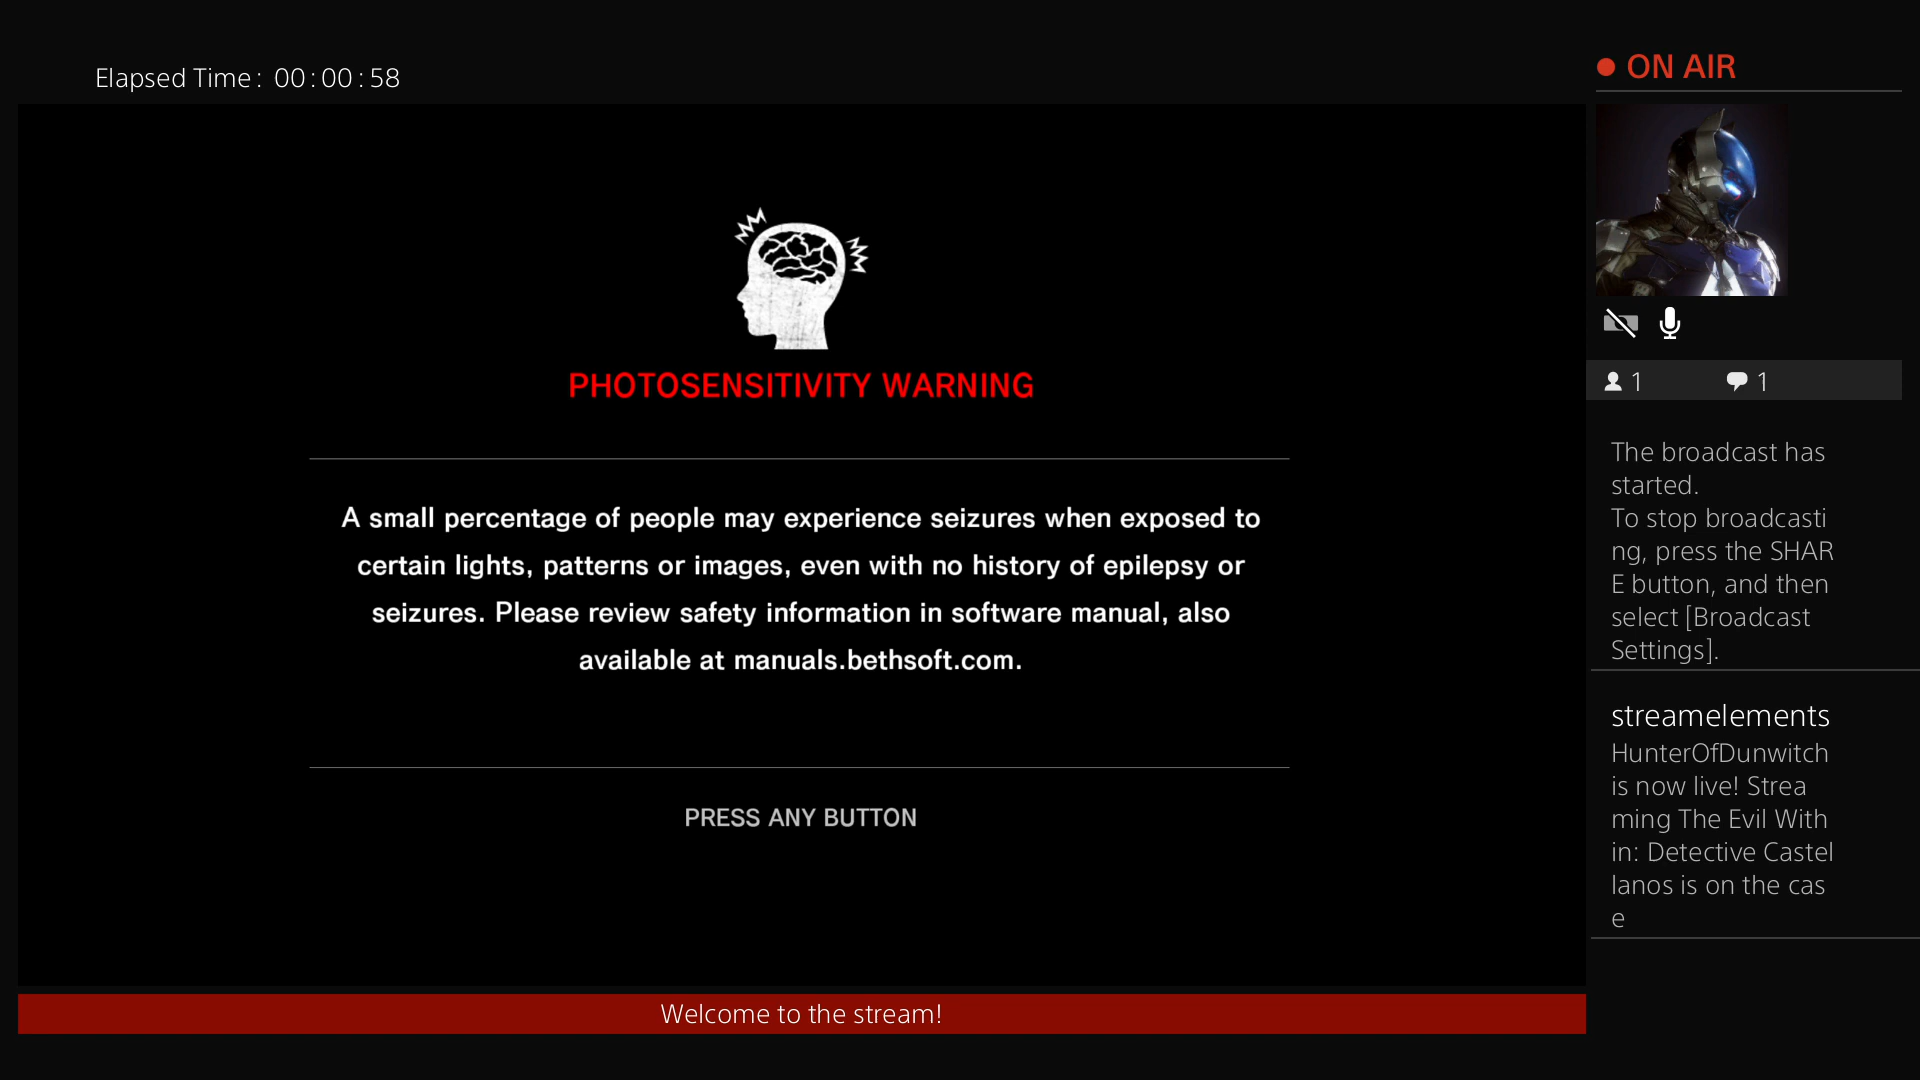 Elapsed Time: 00:00:58
ON AIR
PHOTOSENSITIVITY WARNING
A small percentage of people may experience seizures when exposed to
certain lights, patterns or images, even with no history of epilepsy or
seizures. Please review safety information in software manual, also
available at manuals.bethsoft.com.
PRESS ANY BUTTON
Welcome to the stream!
1 1
The broadcast has
started.
To stop broadcasti
ng, press the SHAR
E button, and then
select [Broadcast
Settings].
streamelements
HunterOfDunwitch
is now live! Strea
ming The Evil With
in: Detective Castel
lanos is on the cas
e